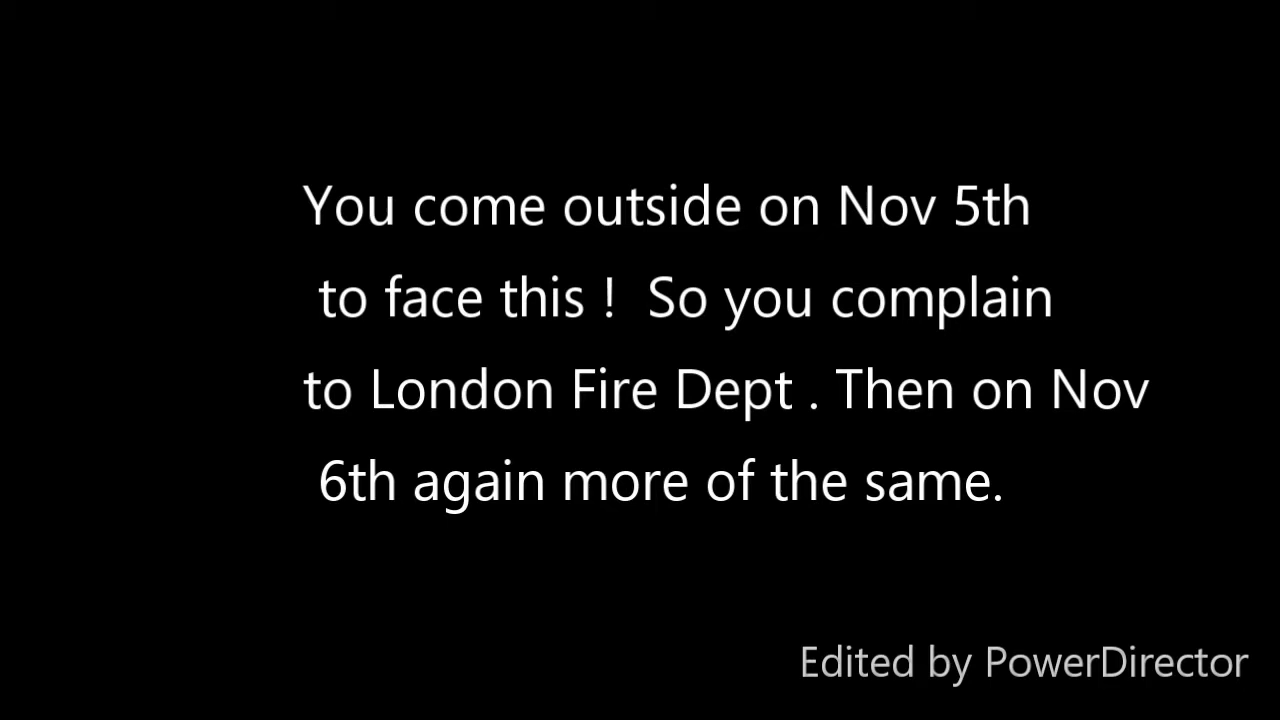 You come outside on Nov 5th
to face this !  So you complain
to London Fire Dept . Then on Nov
6th again more of the same.
Edited by PowerDirector